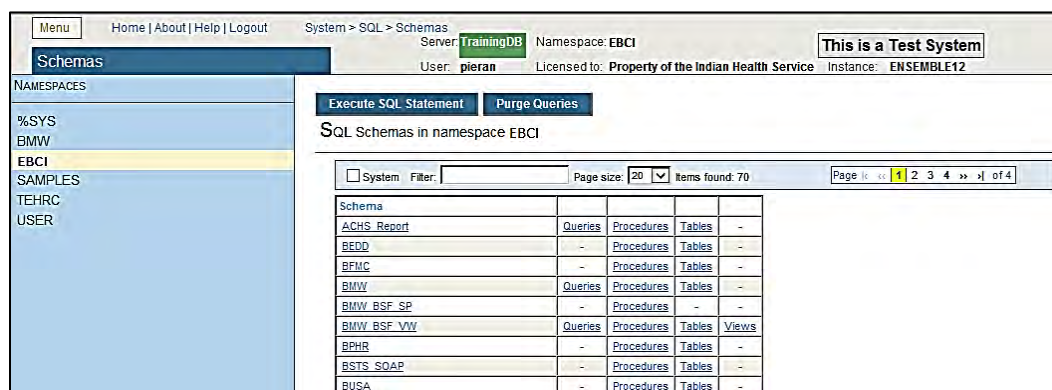 Menu Home | About | Help | Logout System > SQL > Schemas
Server: TrainingDB Namespace: EBCI This is a Test System
Schemas User: pieran Licensed to: Property of the Indian Health Service Instance: ENSEMBLE12
NAMESPACES
%SYS
BMW
EBCI
SAMPLES
TEHRC
USER
Execute SQL Statement Purge Queries
SQL Schemas in namespace EBCI
System Filter: Page size: 20 Items found: 70 Page |‹ ‹‹ 1 2 3 4 ›› ›| of 4
Schema
ACHS_Report Queries Procedures Tables -
BEDD - Procedures Tables -
BFMC - Procedures Tables -
BMW Queries Procedures Tables -
BMW_BSF_SP - Procedures - -
BMW_BSF_VW Queries Procedures Tables Views
BPHR - Procedures Tables -
BSTS_SOAP - Procedures Tables -
BUSA - Procedures Tables -